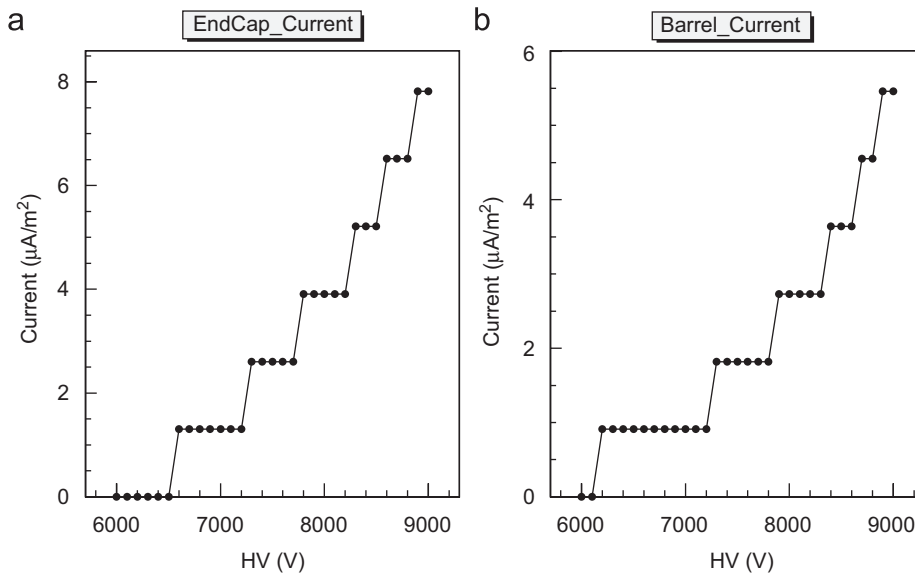 a
EndCap_Current
8
6
4
2
0
Current (μA/m²)
6000 7000 8000 9000
HV (V)
b
Barrel_Current
6
4
2
0
Current (μA/m²)
6000 7000 8000 9000
HV (V)